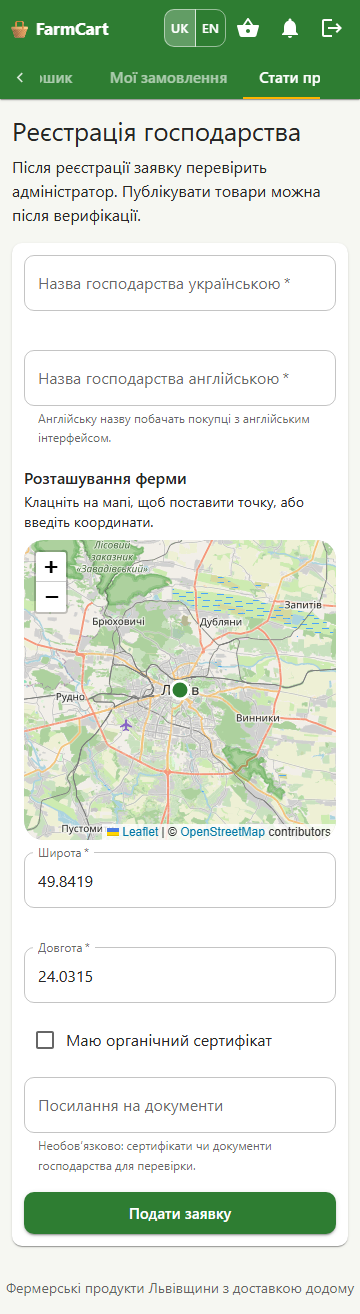 FarmCart
UK
EN
Мої замовлення
Реєстрація господарства
Після реєстрації заявку перевірить
адміністратор. Публікувати товари можна
після верифікації.
Назва господарства українською *
Назва господарства англійською *
Англійську назву побачать покупці з англійським
інтерфейсом.
Розташування ферми
Клацніть на мапі, щоб поставити точку, або
введіть координати.
+
−
Лісовий
заказник
«Завадівський»
Запитів
Брюховичі
Дубляни
Рудно
Винники
Leaflet | © OpenStreetMap contributors
Широта *
49.8419
Довгота *
24.0315
Маю органічний сертифікат
Посилання на документи
Необов’язково: сертифікати чи документи
господарства для перевірки.
Подати заявку
Фермерські продукти Львівщини з доставкою додому